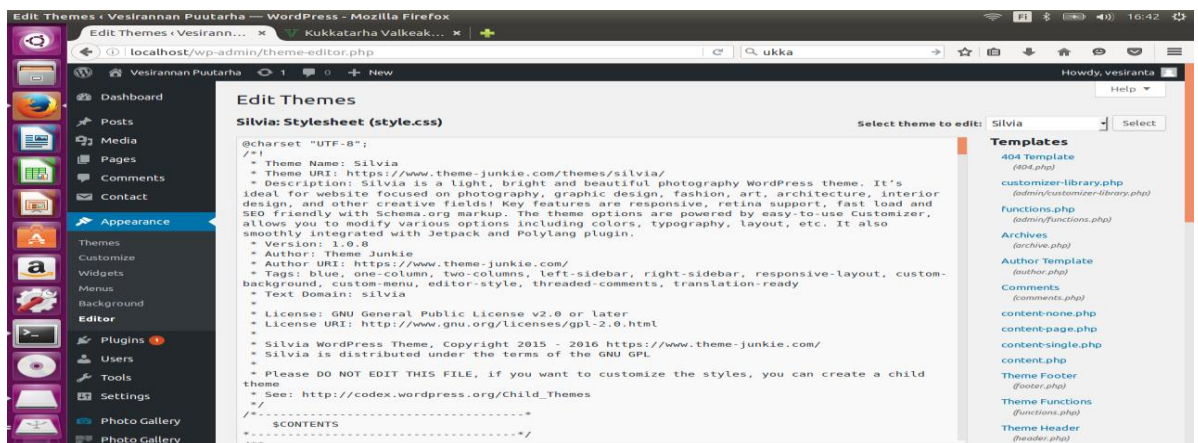 Edit Themes ‹ Vesirannan Puutarha — WordPress - Mozilla Firefox
Fi
16:42
Edit Themes ‹ Vesirann... ×
Kukkatarha Valkeak... ×
localhost/wp-admin/theme-editor.php
ukka
Vesirannan Puutarha
1
0
+ New
Howdy, vesiranta
Dashboard
Posts
Media
Pages
Comments
Contact
Appearance
Themes
Customize
Widgets
Menus
Background
Editor
Plugins 1
Users
Tools
Settings
Photo Gallery
Photo Gallery
Help
Edit Themes
Silvia: Stylesheet (style.css)
Select theme to edit:
Silvia
Select
@charset "UTF-8";
/*!
* Theme Name: Silvia
* Theme URI: https://www.theme-junkie.com/themes/silvia/
* Description: Silvia is a light, bright and beautiful photography WordPress theme. It's
ideal for website focused on photography, graphic design, fashion, art, architecture, interior
design, and other creative fields! Key features are responsive, retina support, fast load and
SEO friendly with Schema.org markup. The theme options are powered by easy-to-use Customizer,
allows you to modify various options including colors, typography, layout, etc. It also
smoothly integrated with Jetpack and Polylang plugin.
* Version: 1.0.8
* Author: Theme Junkie
* Author URI: https://www.theme-junkie.com/
* Tags: blue, one-column, two-columns, left-sidebar, right-sidebar, responsive-layout, custom-
background, custom-menu, editor-style, threaded-comments, translation-ready
* Text Domain: silvia
*
* License: GNU General Public License v2.0 or later
* License URI: http://www.gnu.org/licenses/gpl-2.0.html
*
* Silvia WordPress Theme, Copyright 2015 - 2016 https://www.theme-junkie.com/
* Silvia is distributed under the terms of the GNU GPL
*
* Please DO NOT EDIT THIS FILE, if you want to customize the styles, you can create a child
theme
* See: http://codex.wordpress.org/Child_Themes
*/
/*-------------------------------------*
$CONTENTS
*-------------------------------------*/
Templates
404 Template
(404.php)
customizer-library.php
(admin/customizer-library.php)
functions.php
(admin/functions.php)
Archives
(archive.php)
Author Template
(author.php)
Comments
(comments.php)
content-none.php
content-page.php
content-single.php
content.php
Theme Footer
(footer.php)
Theme Functions
(functions.php)
Theme Header
(header.php)